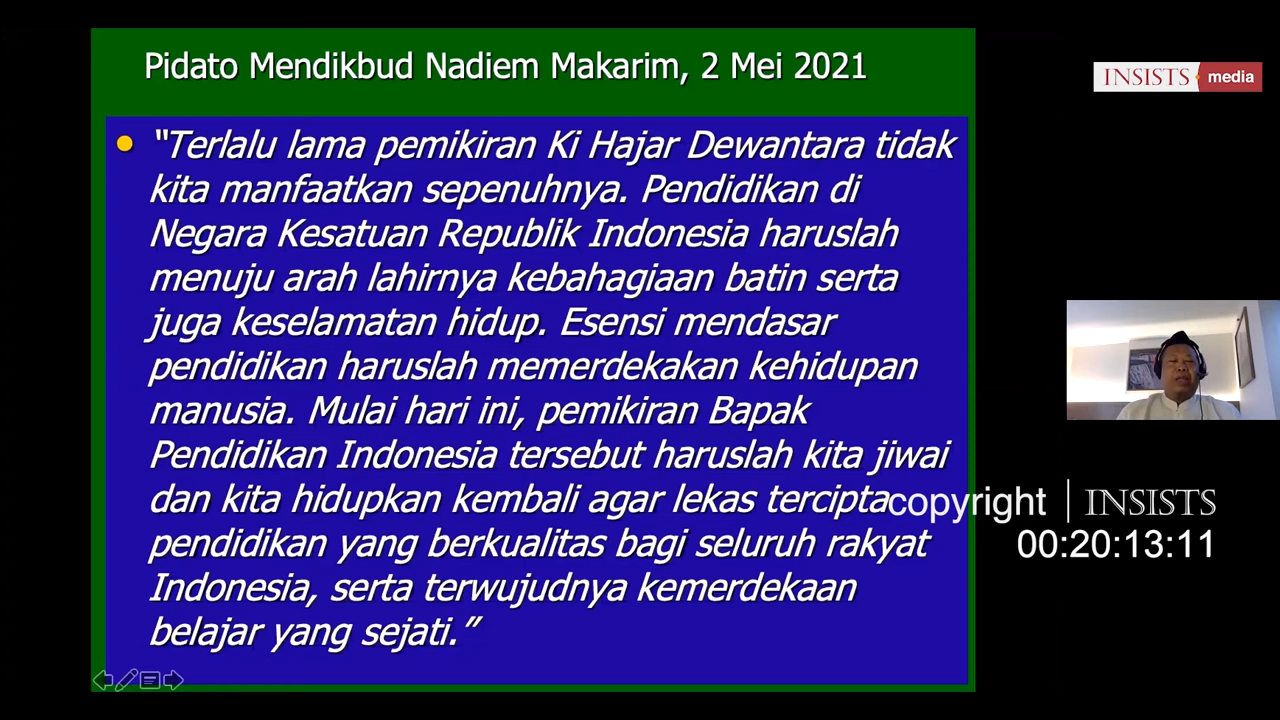 Pidato Mendikbud Nadiem Makarim, 2 Mei 2021
INSISTS media
• “Terlalu lama pemikiran Ki Hajar Dewantara tidak
kita manfaatkan sepenuhnya. Pendidikan di
Negara Kesatuan Republik Indonesia haruslah
menuju arah lahirnya kebahagiaan batin serta
juga keselamatan hidup. Esensi mendasar
pendidikan haruslah memerdekakan kehidupan
manusia. Mulai hari ini, pemikiran Bapak
Pendidikan Indonesia tersebut haruslah kita jiwai
dan kita hidupkan kembali agar lekas tercipta
pendidikan yang berkualitas bagi seluruh rakyat
Indonesia, serta terwujudnya kemerdekaan
belajar yang sejati.”
copyright | INSISTS
00:20:13:11